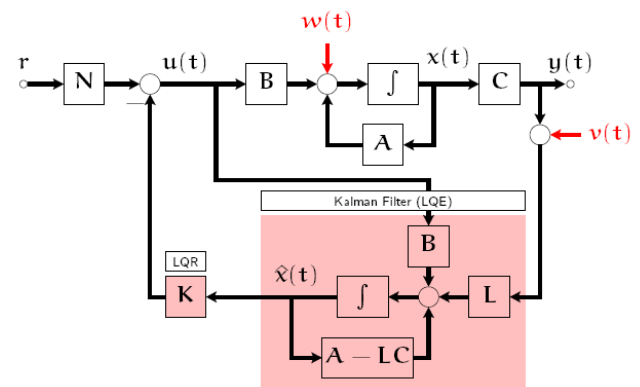 w(t)
r
N
u(t)
B
∫
x(t)
C
y(t)
A
v(t)
—
Kalman Filter (LQE)
B
LQR
K
x̂(t)
∫
L
A − LC